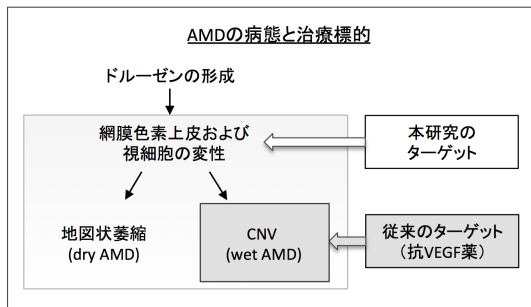 AMDの病態と治療標的
ドルーゼンの形成
網膜色素上皮および
視細胞の変性
本研究の
ターゲット
地図状萎縮
(dry AMD)
CNV
(wet AMD)
従来のターゲット
（抗VEGF薬）